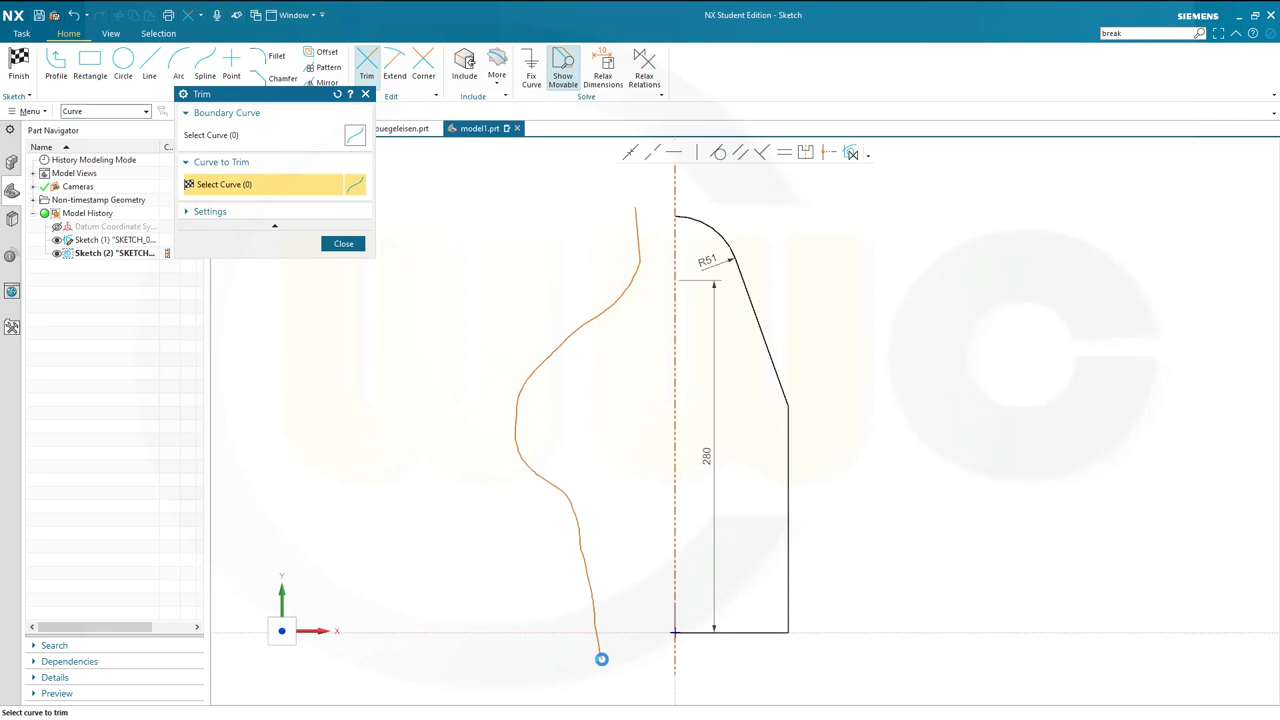 NX
Window
NX Student Edition - Sketch
SIEMENS
Task
Home
View
Selection
break
Finish
Profile
Rectangle
Circle
Line
Arc
Spline
Point
Fillet
Chamfer
Offset
Pattern
Mirror
Trim
Extend
Corner
Include
More
Fix
Curve
Show
Movable
Relax
Dimensions
Relax
Relations
Sketch
Edit
Include
Solve
Menu
Curve
Trim
Boundary Curve
Select Curve (0)
Curve to Trim
Select Curve (0)
Settings
Close
buegeleisen.prt
model1.prt
Part Navigator
Name
C..
History Modeling Mode
Model Views
Cameras
Non-timestamp Geometry
Model History
Datum Coordinate Sy...
Sketch (1) "SKETCH_0...
Sketch (2) "SKETCH...
R51
280
Y
X
Search
Dependencies
Details
Preview
Select curve to trim